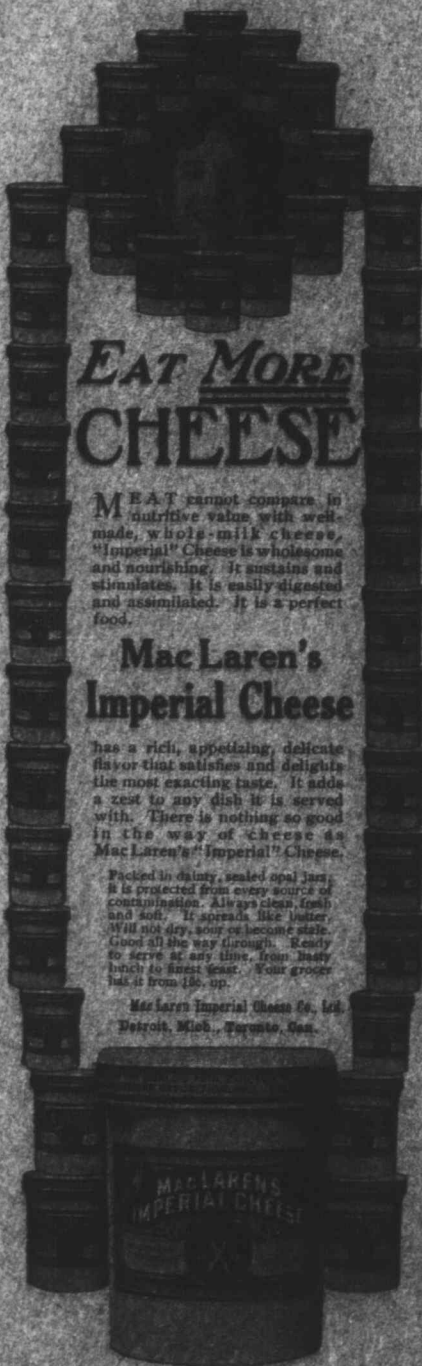 EAT MORE
CHEESE
MEAT cannot compare in
nutritive value with well-
made, whole-milk cheese,
"Imperial" Cheese is wholesome
and nourishing. It sustains and
stimulates. It is easily digested
and assimilated. It is a perfect
food.
MacLaren's
Imperial Cheese
has a rich, appetizing, delicate
flavor that satisfies and delights
the most exacting taste. It adds
a zest to any dish it is served
with. There is nothing so good
in the way of cheese as
MacLaren's "Imperial" Cheese.
Packed in dainty, sealed opal jars,
it is protected from every source of
contamination. Always clean, fresh
and soft. It spreads like butter.
Will not dry, sour or become stale.
Good all the way through. Ready
to serve at any time, from hasty
lunch to finest feast. Your grocer
has it from 10c. up.
MacLaren Imperial Cheese Co., Ltd.
Detroit, Mich., Toronto, Can.
MACLAREN'S
IMPERIAL CHEESE